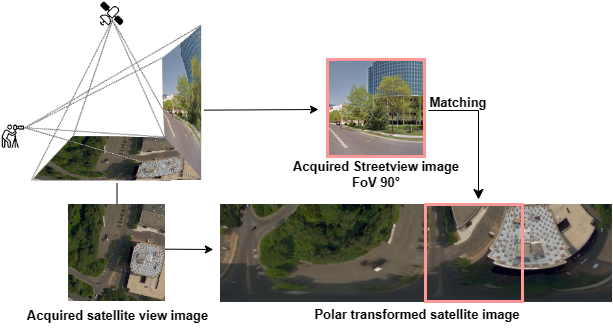 Matching
Acquired Streetview image
FoV 90°
Acquired satellite view image
Polar transformed satellite image